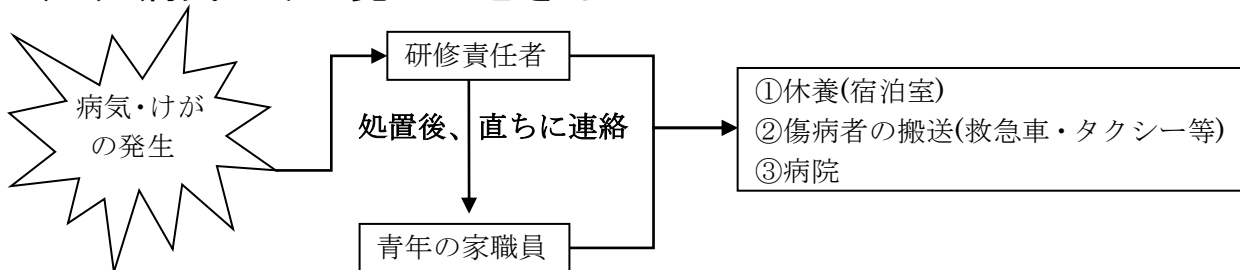 病気・けが
の発生
研修責任者
処置後、直ちに連絡
青年の家職員
①休養(宿泊室)
②傷病者の搬送(救急車・タクシー等)
③病院